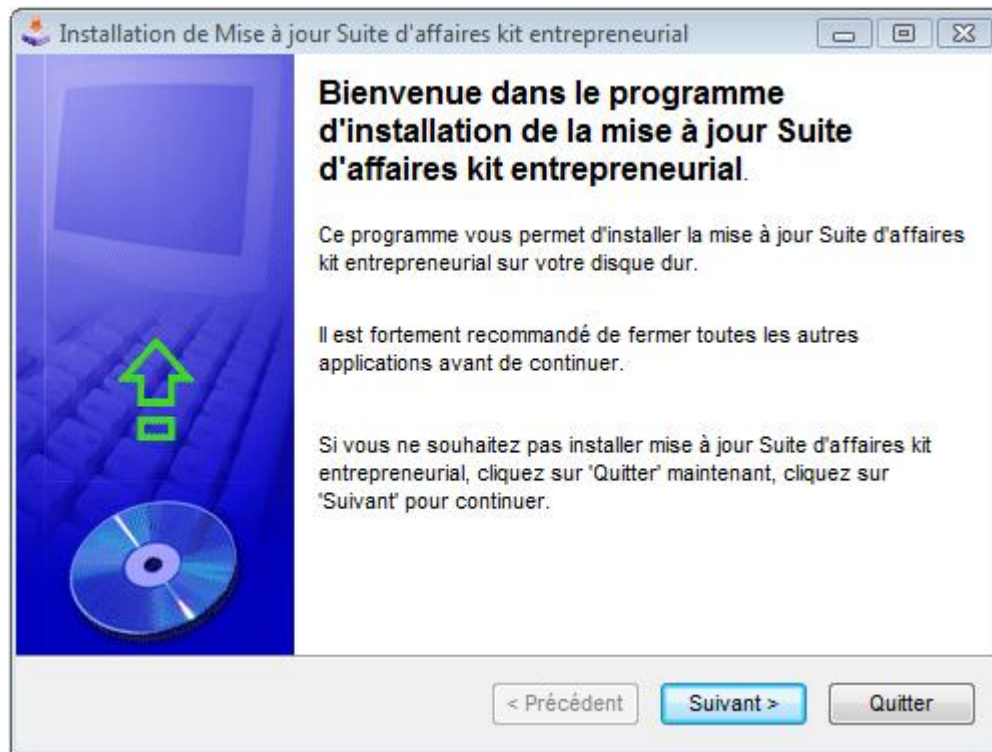 Installation de Mise à jour Suite d'affaires kit entrepreneurial
Bienvenue dans le programme
d'installation de la mise à jour Suite
d'affaires kit entrepreneurial.
Ce programme vous permet d'installer la mise à jour Suite d'affaires
kit entrepreneurial sur votre disque dur.
Il est fortement recommandé de fermer toutes les autres
applications avant de continuer.
Si vous ne souhaitez pas installer mise à jour Suite d'affaires kit
entrepreneurial, cliquez sur 'Quitter' maintenant, cliquez sur
'Suivant' pour continuer.
< Précédent
Suivant >
Quitter